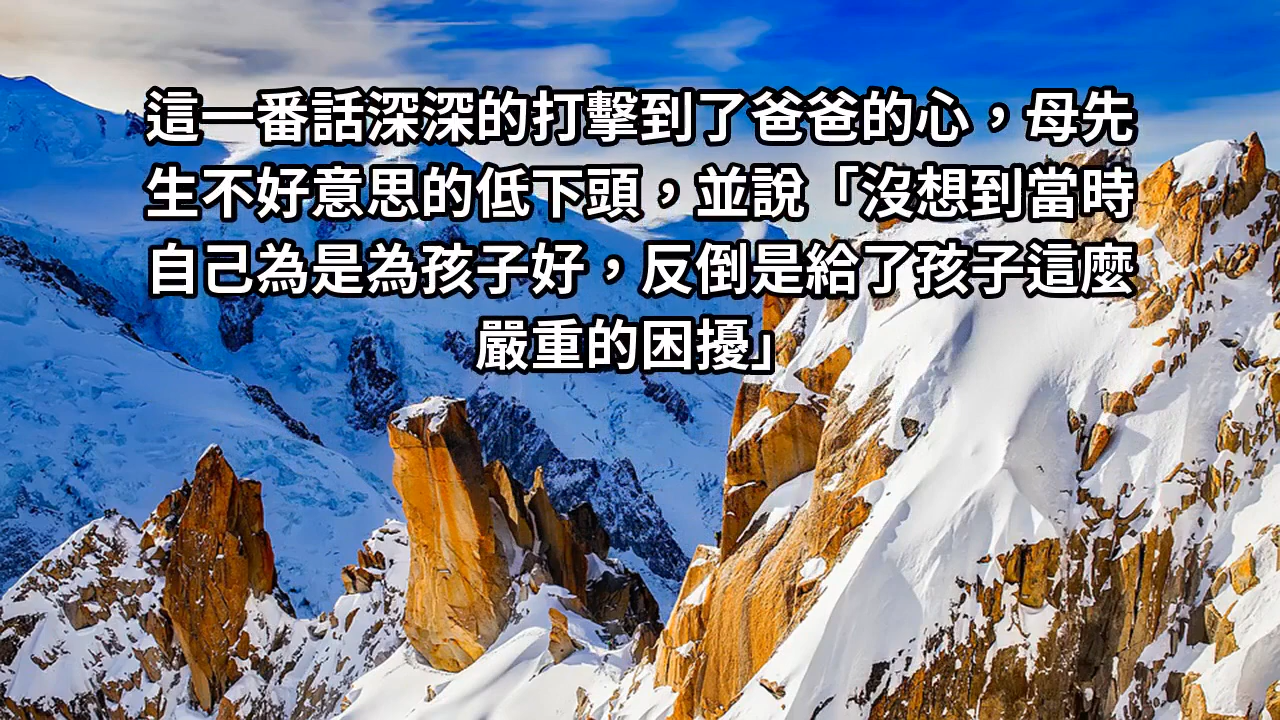 這一番話深深的打擊到了爸爸的心，母先
生不好意思的低下頭，並說「沒想到當時
自己為是為孩子好，反倒是給了孩子這麼
嚴重的困擾」